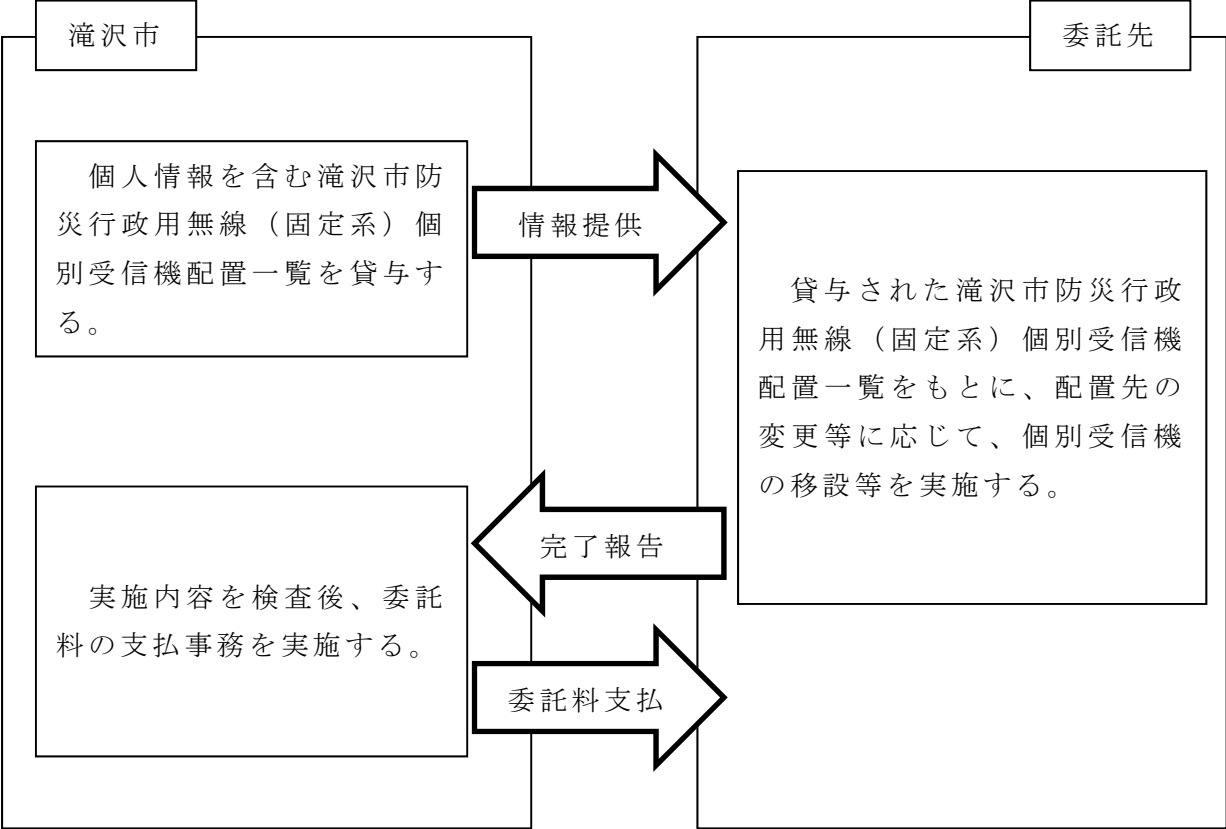 滝沢市
委託先
個人情報を含む滝沢市防
災行政用無線（固定系）個
別受信機配置一覧を貸与す
る。
情報提供
貸与された滝沢市防災行政
用無線（固定系）個別受信機
配置一覧をもとに、配置先の
変更等に応じて、個別受信機
の移設等を実施する。
完了報告
実施内容を検査後、委託
料の支払事務を実施する。
委託料支払